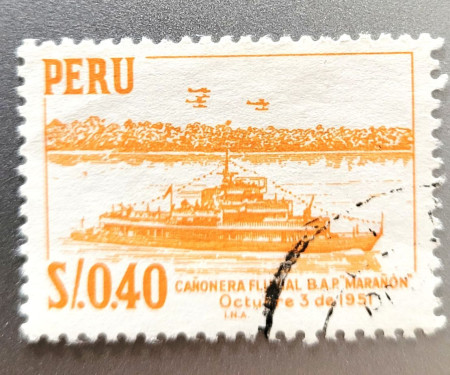 PERU
S/.0.40
CAÑONERA FLUVIAL B.A.P. MARAÑON"
Octubre 3 de 1951
I.N.A.